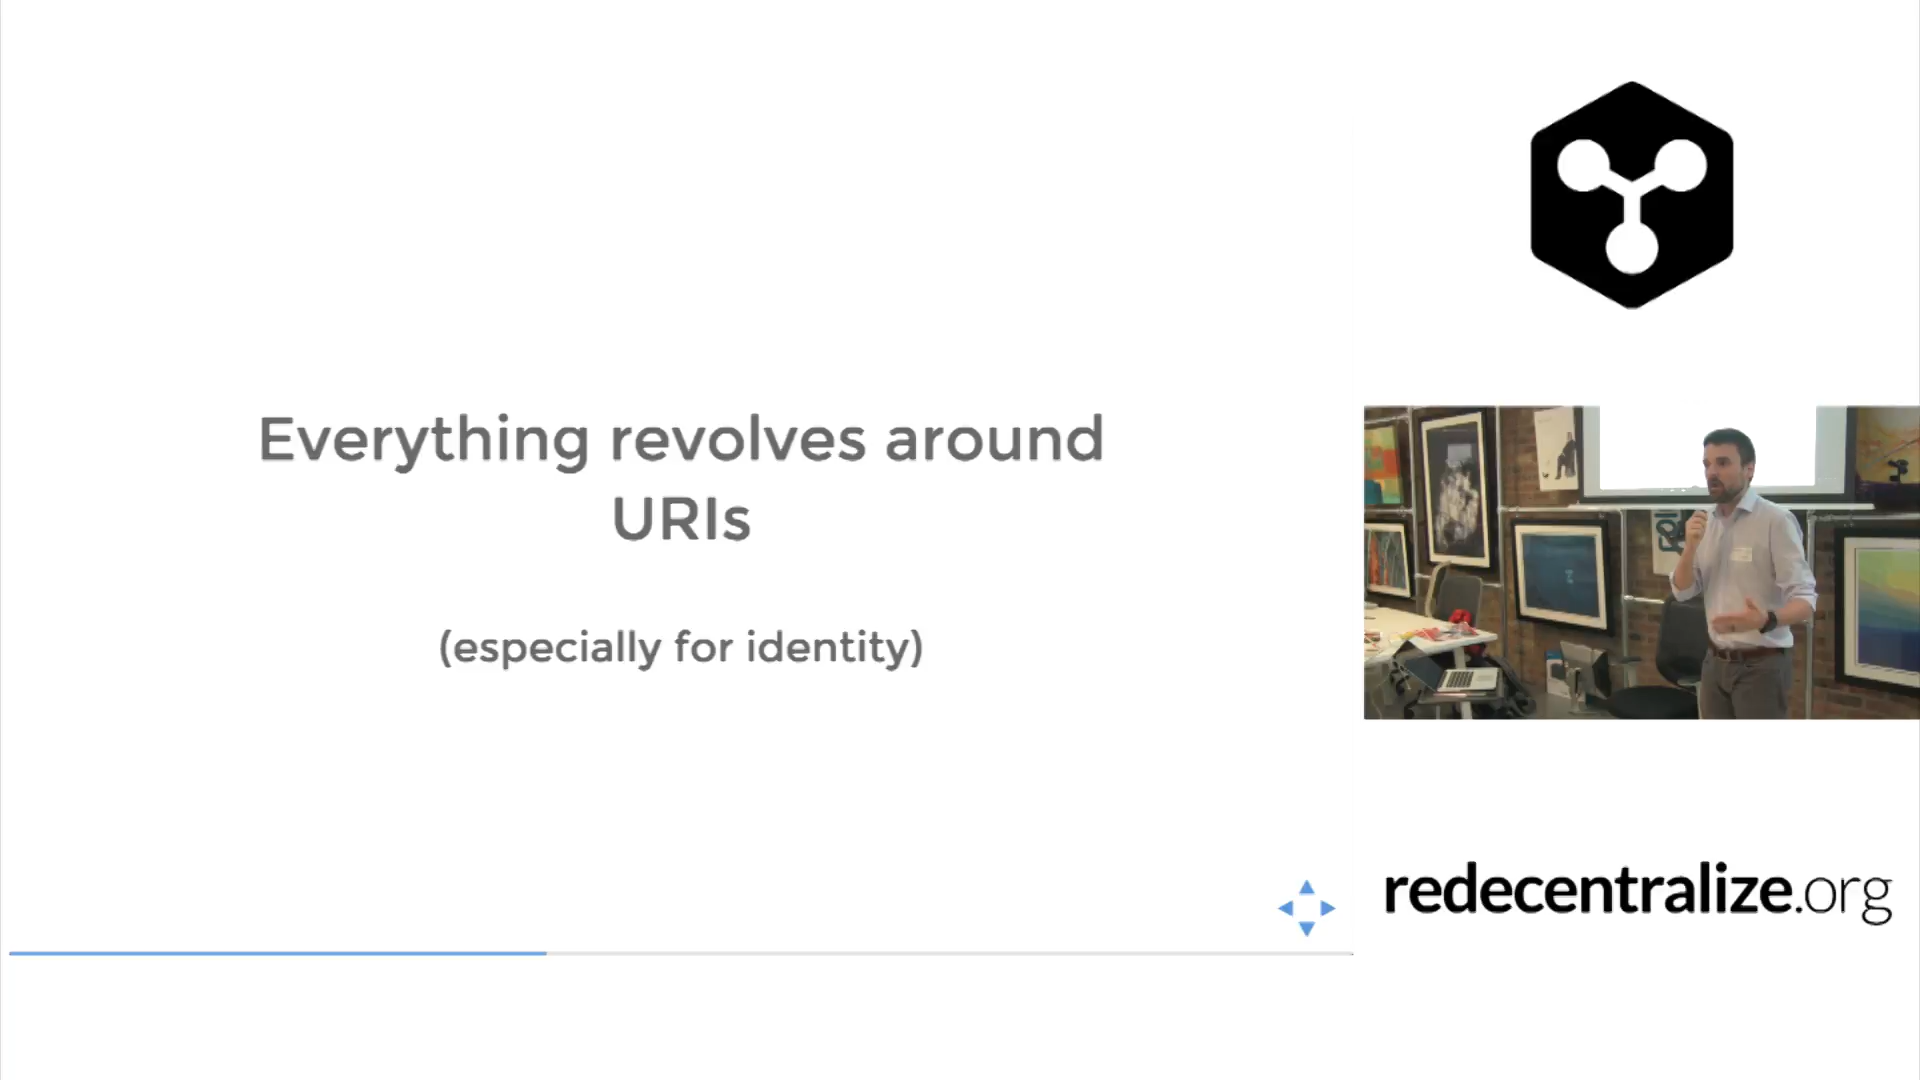 Everything revolves around
URIs
(especially for identity)
redecentralize.org